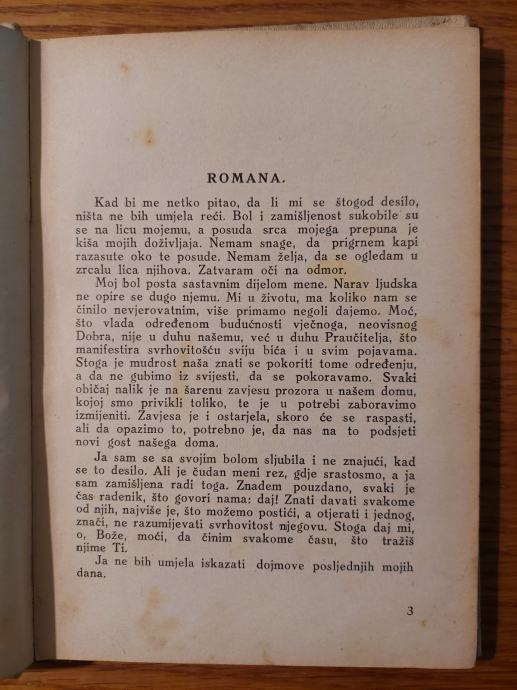 ROMANA.
Kad bi me netko pitao, da li mi se štogod desilo,
ništa ne bih umjela reći. Bol i zamišljenost sukobile su
se na licu mojemu, a posuda srca mojega prepuna je
kiša mojih doživljaja. Nemam snage, da prigrnem kapi
razasute oko te posude. Nemam želja, da se ogledam u
zrcalu lica njihova. Zatvaram oči na odmor.
Moj bol posta sastavnim dijelom mene. Narav ljudska
ne opire se dugo njemu. Mi u životu, ma koliko nam se
činilo nevjerovatnim, više primamo negoli dajemo. Moć,
što vlada određenom budućnosti vječnoga, neovisnog
Dobra, nije u duhu našemu, već u duhu Praučitelja, što
manifestira svrhovitošću sviju bića i u svim pojavama.
Stoga je mudrost naša znati se pokoriti tome određenju,
a da ne gubimo iz svijesti, da se pokoravamo. Svaki
običaj nalik je na šarenu zavjesu prozora u našem domu,
kojoj smo privikli toliko, te je u potrebi zaboravimo
izmijeniti. Zavjesa je i ostarjela, skoro će se raspasti,
ali da opazimo to, potrebno je, da nas na to podsjeti
novi gost našega doma.
Ja sam se sa svojim bolom sljubila i ne znajući, kad
se to desilo. Ali je čudan meni rez, gdje srastosmo, a ja
sam zamišljena radi toga. Znadem pouzdano, svaki je
čas radenik, što govori nama: daj! Znati davati svakome
od njih, najviše je, što možemo postići, a otjerati i jednog,
znači, ne razumijevati svrhovitost njegovu. Stoga daj mi,
o, Bože, moći, da činim svakome času, što tražiš
njime Ti.
Ja ne bih umjela iskazati dojmove posljednjih mojih
dana.
3